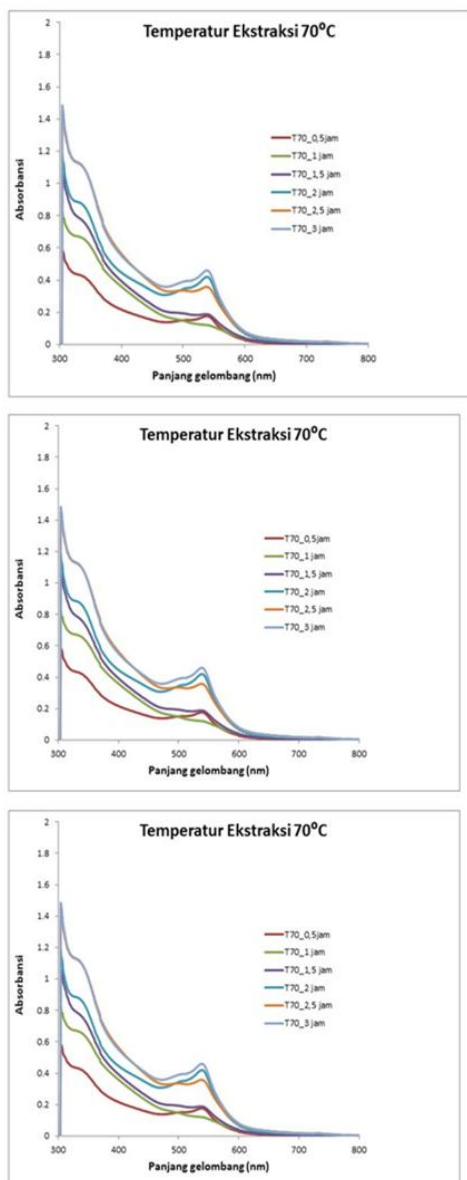 Temperatur Ekstraksi 70⁰C
2
1.8
1.6
1.4
1.2
1
0.8
0.6
0.4
0.2
0
Absorbansi
T70_0,5jam
T70_1 jam
T70_1,5 jam
T70_2 jam
T70_2,5 jam
T70_3 jam
300 400 500 600 700 800
Panjang gelombang (nm)
Temperatur Ekstraksi 70⁰C
2
1.8
1.6
1.4
1.2
1
0.8
0.6
0.4
0.2
0
Absorbansi
T70_0,5jam
T70_1 jam
T70_1,5 jam
T70_2 jam
T70_2,5 jam
T70_3 jam
300 400 500 600 700 800
Panjang gelombang (nm)
Temperatur Ekstraksi 70⁰C
2
1.8
1.6
1.4
1.2
1
0.8
0.6
0.4
0.2
0
Absorbansi
T70_0,5jam
T70_1 jam
T70_1,5 jam
T70_2 jam
T70_2,5 jam
T70_3 jam
300 400 500 600 700 800
Panjang gelombang (nm)